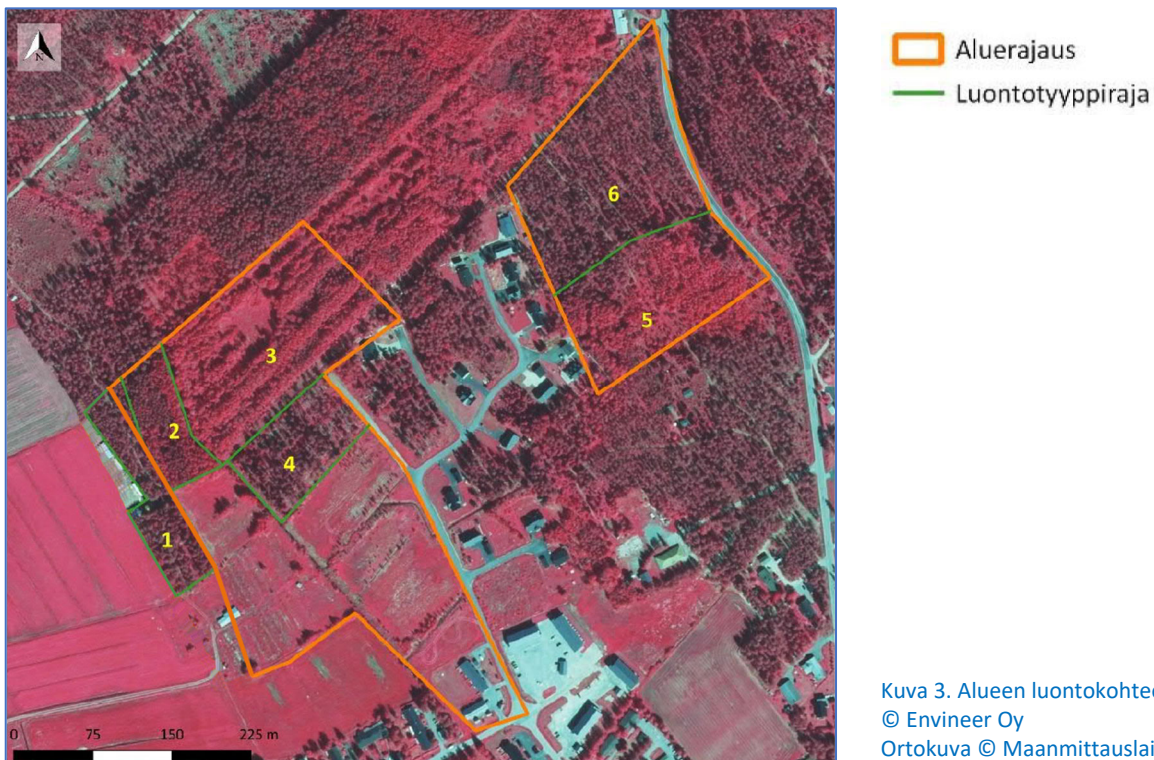 N
Aluerajaus
Luontotyyppiraja
6
5
3
2
4
1
0 75 150 225 m
Kuva 3. Alueen luontokohtee
© Envineer Oy
Ortokuva © Maanmittauslai